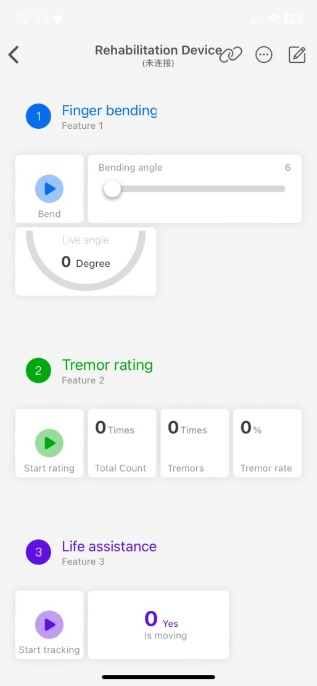 22:33
Rehabilitation Device
(未连接)
1 Finger bending
Feature 1
Bend
Bending angle 6
Live angle
0 Degree
2 Tremor rating
Feature 2
Start rating
0 Times
Total Count
0 Times
Tremors
0 %
Tremor rate
3 Life assistance
Feature 3
Start tracking
0 Yes
Is moving